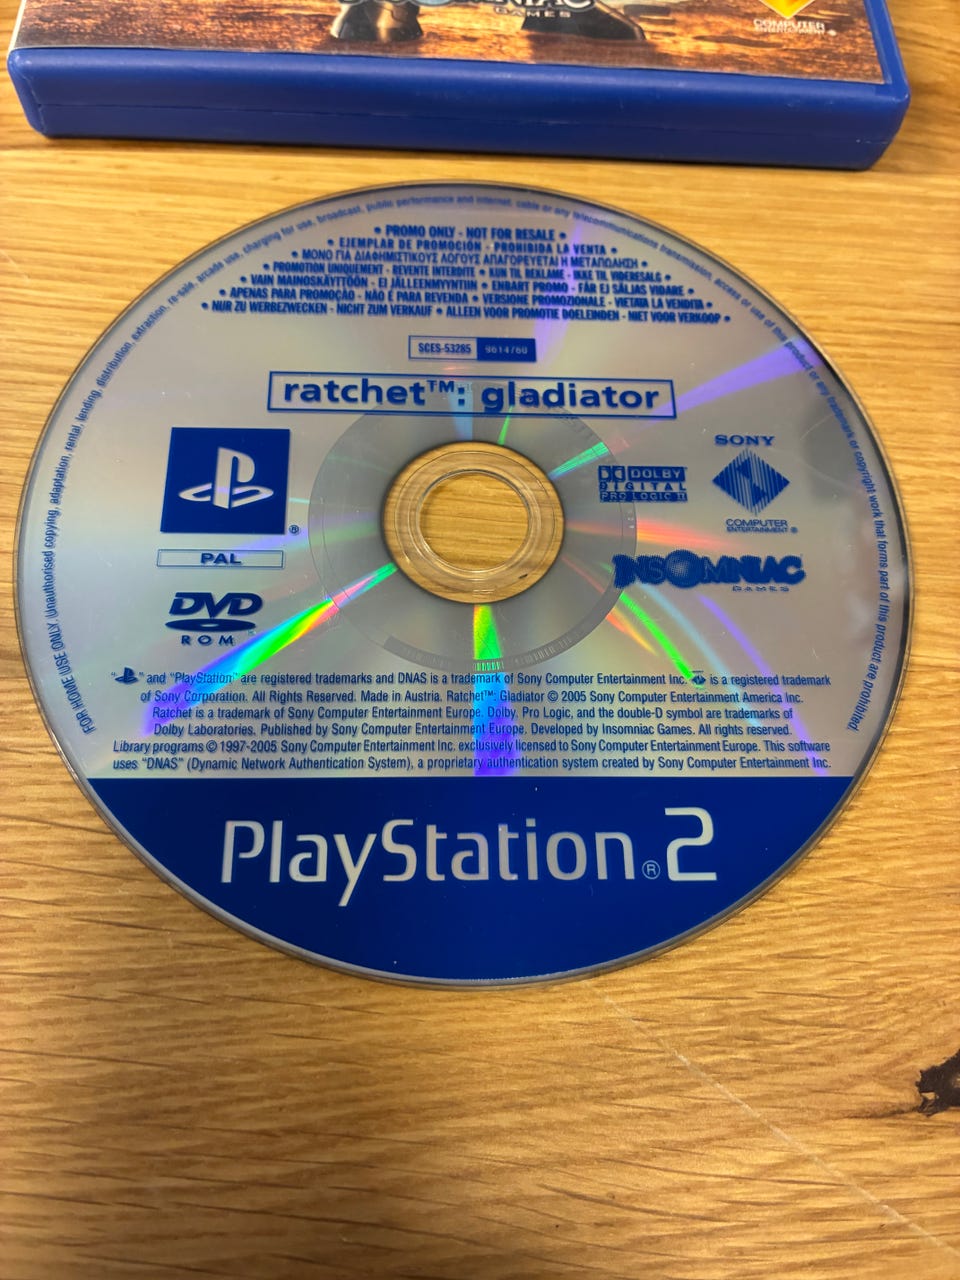 INSOMNIAC
GAMES
COMPUTER
ENTERTAINMENT®
FOR HOME USE ONLY. Unauthorised copying, adaptation, rental, lending, distribution, extraction, re-sale, arcade use, charging for use, broadcast, public performance and internet, cable or any telecommunications transmission, access or use of this product or any trademark or copyright work that forms part of this product are prohibited.
• PROMO ONLY - NOT FOR RESALE •
• EJEMPLAR DE PROMOCIÓN - PROHIBIDA LA VENTA •
• ΜΟΝΟ ΓΙΑ ΔΙΑΦΗΜΙΣΤΙΚΟΥΣ ΛΟΓΟΥΣ ΑΠΑΓΟΡΕΥΕΤΑΙ Η ΜΕΤΑΠΩΛΗΣΗ •
• PROMOTION UNIQUEMENT - REVENTE INTERDITE • KUN TIL REKLAME - IKKE TIL VIDERESALG •
• VAIN MAINOSKÄYTTÖÖN - EI JÄLLEENMYYNTIIN • ENBART PROMO - FÅR EJ SÄLJAS VIDARE •
• APENAS PARA PROMOÇÃO - NÃO É PARA REVENDA • VERSIONE PROMOZIONALE - VIETATA LA VENDITA •
• NUR ZU WERBEZWECKEN - NICHT ZUM VERKAUF • ALLEEN VOOR PROMOTIE DOELEINDEN - NIET VOOR VERKOOP •
SCES-53285 9614760
ratchet™: gladiator
®
PAL
DVD
ROM
DOLBY
DIGITAL
PRO LOGIC II
SONY
COMPUTER
ENTERTAINMENT®
INSOMNIAC
GAMES
" " and "PlayStation" are registered trademarks and DNAS is a trademark of Sony Computer Entertainment Inc. is a registered trademark
of Sony Corporation. All Rights Reserved. Made in Austria. Ratchet™: Gladiator © 2005 Sony Computer Entertainment America Inc.
Ratchet is a trademark of Sony Computer Entertainment Europe. Dolby, Pro Logic, and the double-D symbol are trademarks of
Dolby Laboratories. Published by Sony Computer Entertainment Europe. Developed by Insomniac Games. All rights reserved.
Library programs © 1997-2005 Sony Computer Entertainment Inc. exclusively licensed to Sony Computer Entertainment Europe. This software
uses "DNAS" (Dynamic Network Authentication System), a proprietary authentication system created by Sony Computer Entertainment Inc.
PlayStation®2